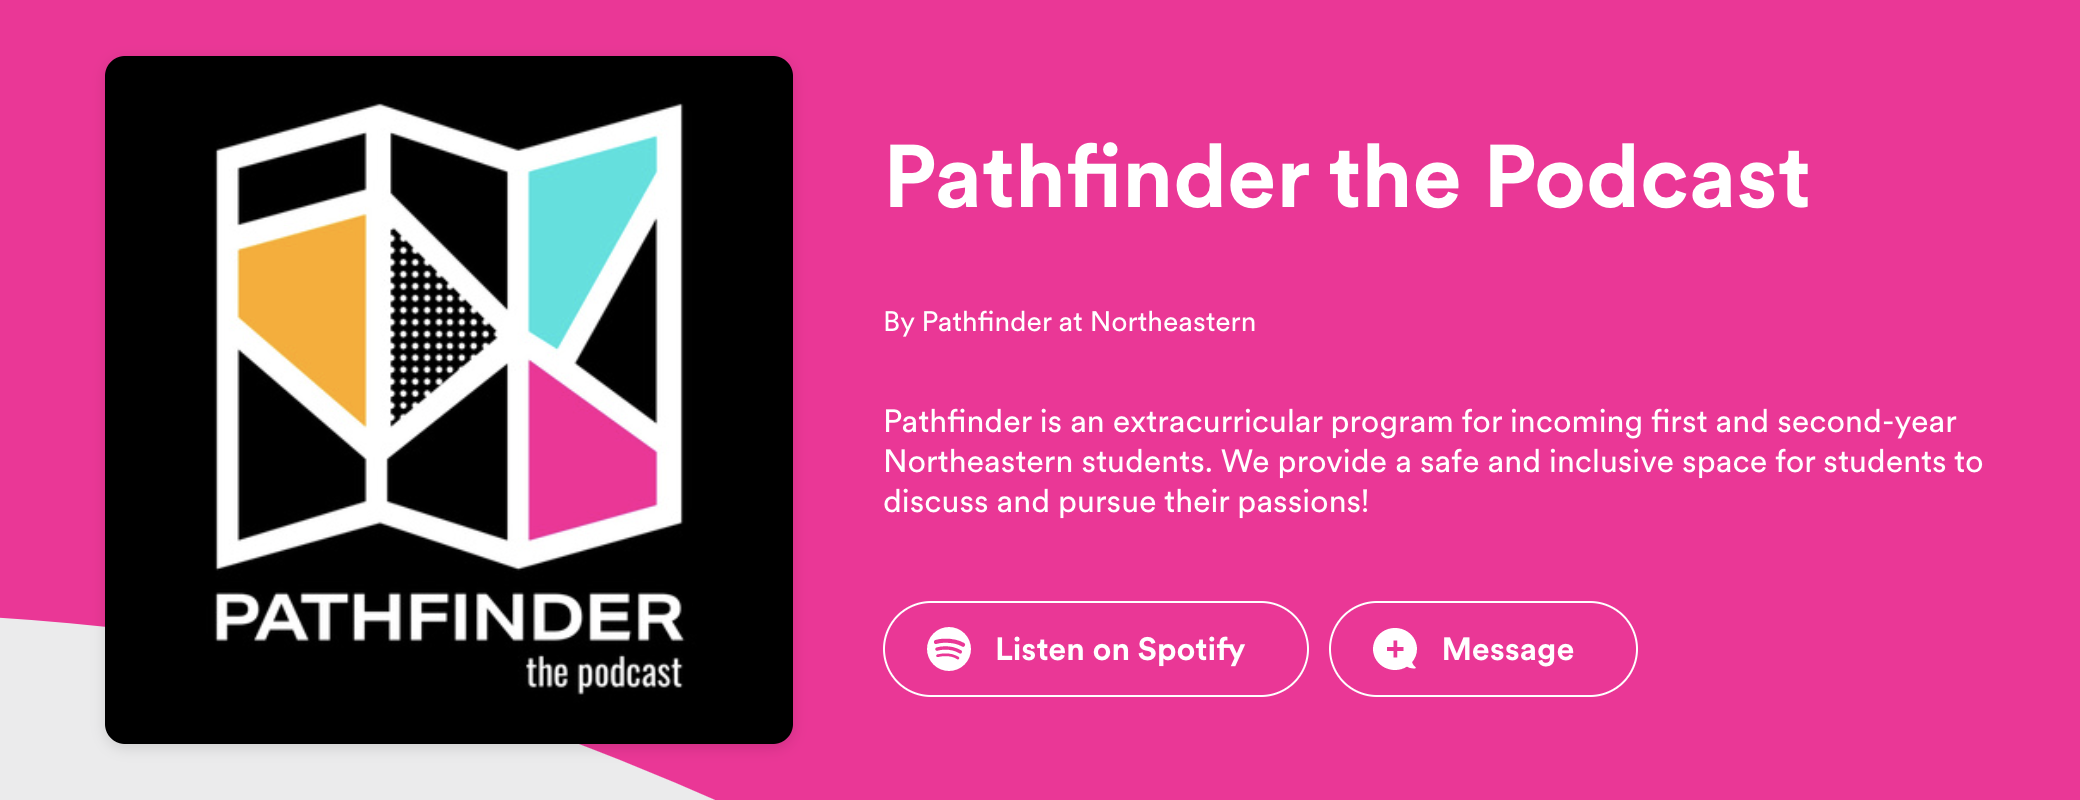 PATHFINDER
the podcast
Pathfinder the Podcast
By Pathfinder at Northeastern
Pathfinder is an extracurricular program for incoming first and second-year
Northeastern students. We provide a safe and inclusive space for students to
discuss and pursue their passions!
Listen on Spotify
Message